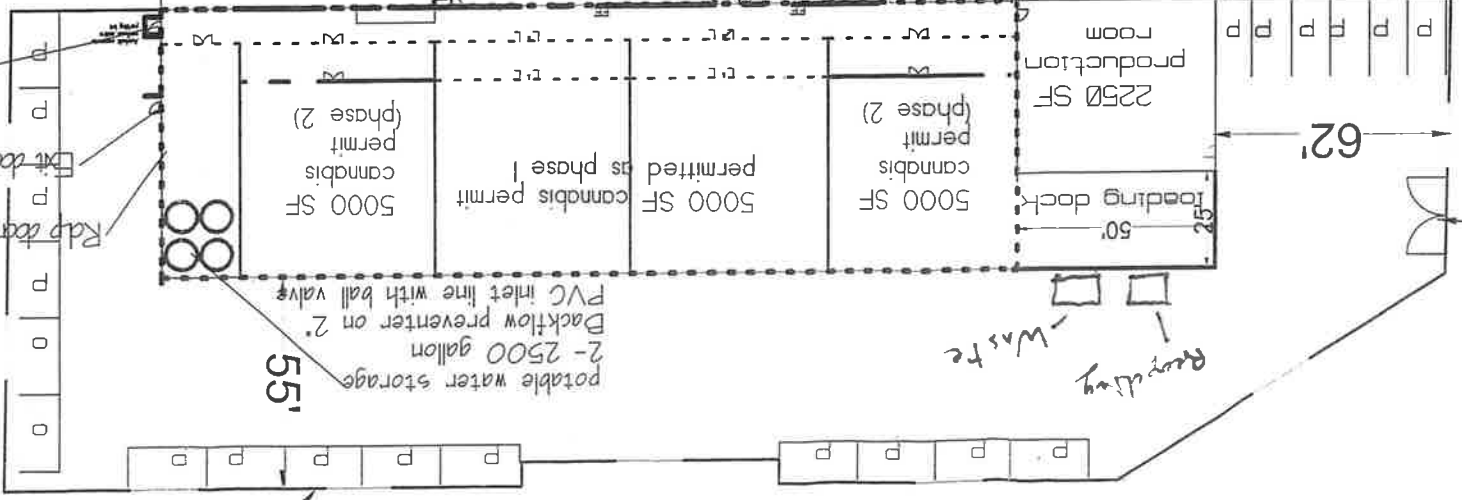 P P P P
P P P P P
55'
Recycling
Waste
potable water storage
2- 2500 gallon
Backflow preventer on 2"
PVC inlet line with ball valve
62'
25'
50'
loading dock
5000 SF
cannabis
permit
(phase 2)
5000 SF cannabis permit
permitted as phase 1
5000 SF
cannabis
permit
(phase 2)
2250 SF
production
room
Exit
P P P P P P
P
P
P
P
P
P